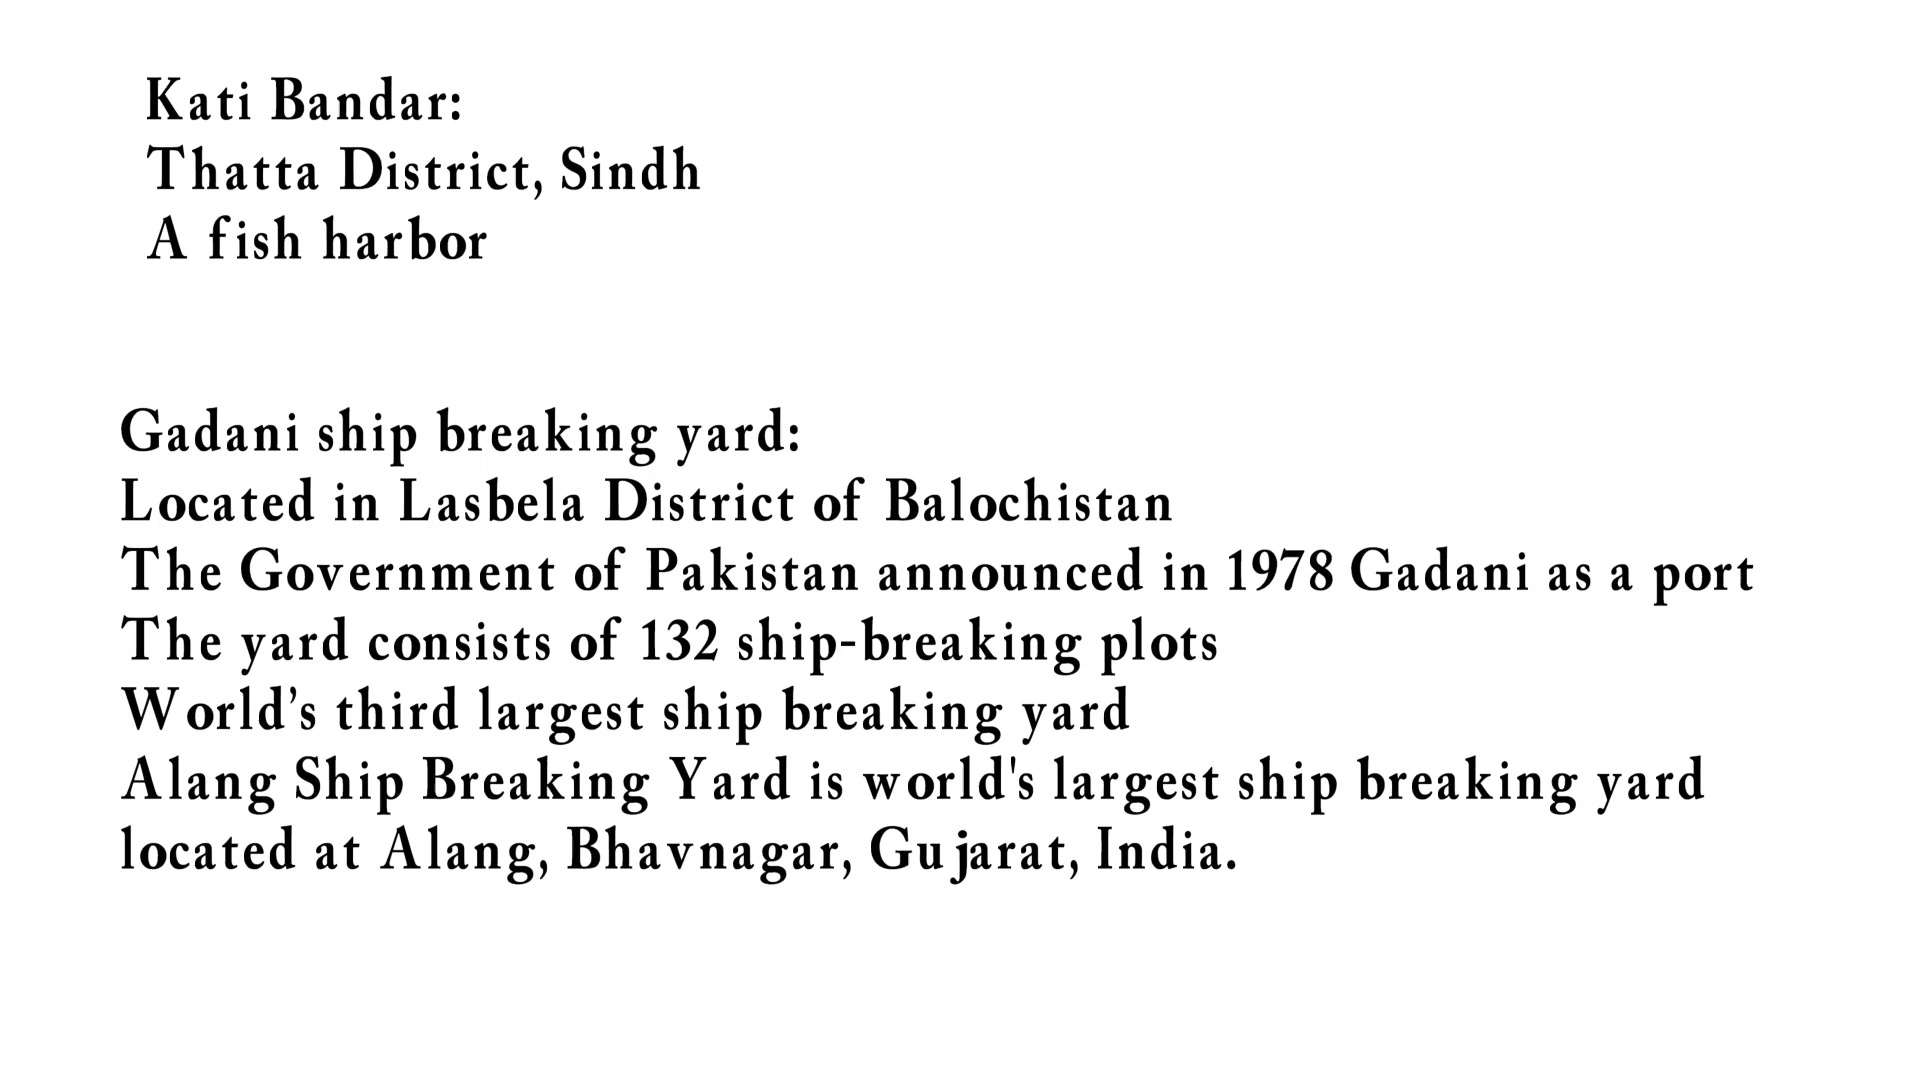 Kati Bandar:
Thatta District, Sindh
A fish harbor
Gadani ship breaking yard:
Located in Lasbela District of Balochistan
The Government of Pakistan announced in 1978 Gadani as a port
The yard consists of 132 ship-breaking plots
World’s third largest ship breaking yard
Alang Ship Breaking Yard is world's largest ship breaking yard
located at Alang, Bhavnagar, Gujarat, India.